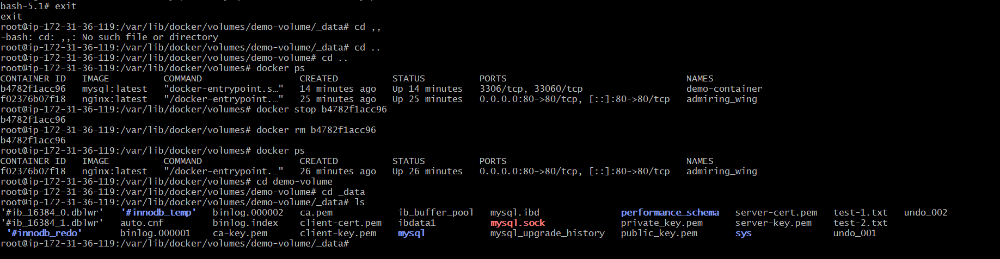 bash-5.1# exit
exit
root@ip-172-31-36-119:/var/lib/docker/volumes/demo-volume/_data# cd ,,
-bash: cd: ,,: No such file or directory
root@ip-172-31-36-119:/var/lib/docker/volumes/demo-volume/_data# cd ..
root@ip-172-31-36-119:/var/lib/docker/volumes/demo-volume# cd ..
root@ip-172-31-36-119:/var/lib/docker/volumes# docker ps
CONTAINER ID   IMAGE          COMMAND                  CREATED          STATUS          PORTS                                 NAMES
b4782f1acc96   mysql:latest   "docker-entrypoint.s…"   14 minutes ago   Up 14 minutes   3306/tcp, 33060/tcp                   demo-container
f02376b07f18   nginx:latest   "/docker-entrypoint.…"   25 minutes ago   Up 25 minutes   0.0.0.0:80->80/tcp, [::]:80->80/tcp   admiring_wing
root@ip-172-31-36-119:/var/lib/docker/volumes# docker stop b4782f1acc96
b4782f1acc96
root@ip-172-31-36-119:/var/lib/docker/volumes# docker rm b4782f1acc96
b4782f1acc96
root@ip-172-31-36-119:/var/lib/docker/volumes# docker ps
CONTAINER ID   IMAGE          COMMAND                  CREATED          STATUS          PORTS                                 NAMES
f02376b07f18   nginx:latest   "/docker-entrypoint.…"   26 minutes ago   Up 26 minutes   0.0.0.0:80->80/tcp, [::]:80->80/tcp   admiring_wing
root@ip-172-31-36-119:/var/lib/docker/volumes# cd demo-volume
root@ip-172-31-36-119:/var/lib/docker/volumes/demo-volume# cd _data
root@ip-172-31-36-119:/var/lib/docker/volumes/demo-volume/_data# ls
'#ib_16384_0.dblwr'   '#innodb_temp'   binlog.000002   ca.pem            ib_buffer_pool   mysql.ibd               performance_schema   server-cert.pem   test-1.txt   undo_002
'#ib_16384_1.dblwr'   auto.cnf         binlog.index    client-cert.pem   ibdata1          mysql.sock              private_key.pem      server-key.pem    test-2.txt
'#innodb_redo'       binlog.000001    ca-key.pem      client-key.pem    mysql            mysql_upgrade_history   public_key.pem       sys               undo_001
root@ip-172-31-36-119:/var/lib/docker/volumes/demo-volume/_data#